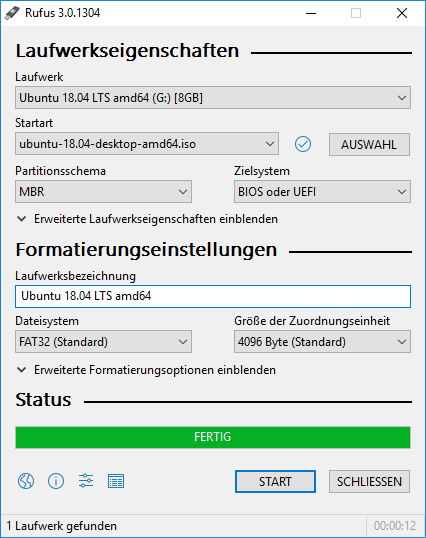 Rufus 3.0.1304
Laufwerkseigenschaften
Laufwerk
Ubuntu 18.04 LTS amd64 (G:) [8GB]
Startart
ubuntu-18.04-desktop-amd64.iso
AUSWAHL
Partitionsschema
Zielsystem
MBR
BIOS oder UEFI
Erweiterte Laufwerkseigenschaften einblenden
Formatierungseinstellungen
Laufwerksbezeichnung
Ubuntu 18.04 LTS amd64
Dateisystem
Größe der Zuordnungseinheit
FAT32 (Standard)
4096 Byte (Standard)
Erweiterte Formatierungsoptionen einblenden
Status
FERTIG
START
SCHLIESSEN
1 Laufwerk gefunden
00:00:12